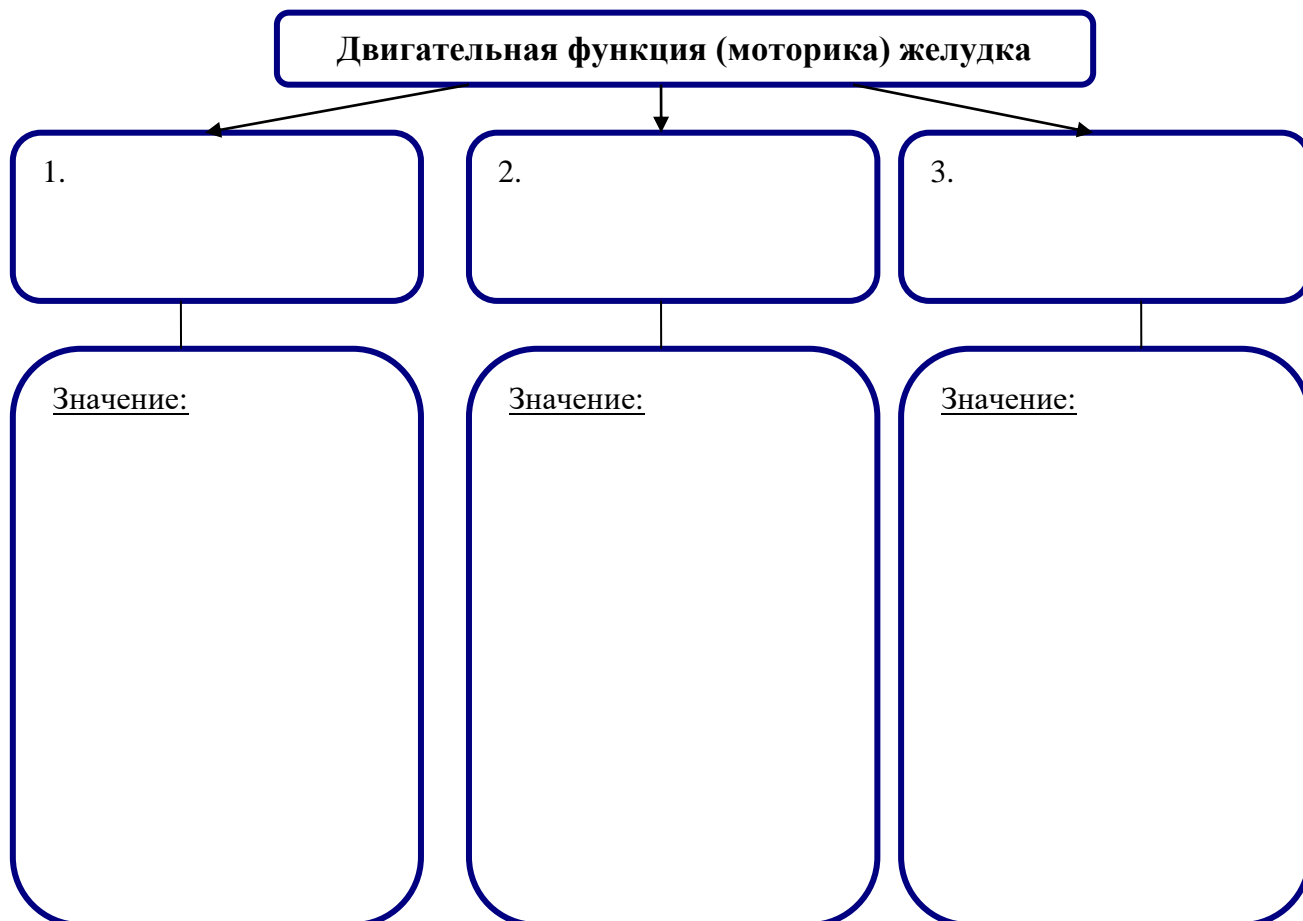 Двигательная функция (моторика) желудка
1.
2.
3.
Значение:
Значение:
Значение: